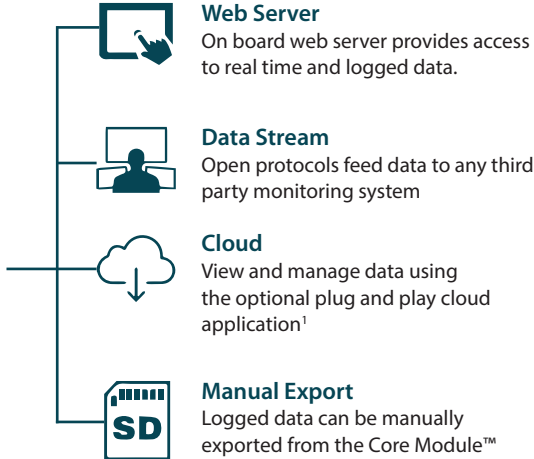 Web Server
On board web server provides access
to real time and logged data.
Data Stream
Open protocols feed data to any third
party monitoring system
Cloud
View and manage data using
the optional plug and play cloud
application¹
SD
Manual Export
Logged data can be manually
exported from the Core Module™